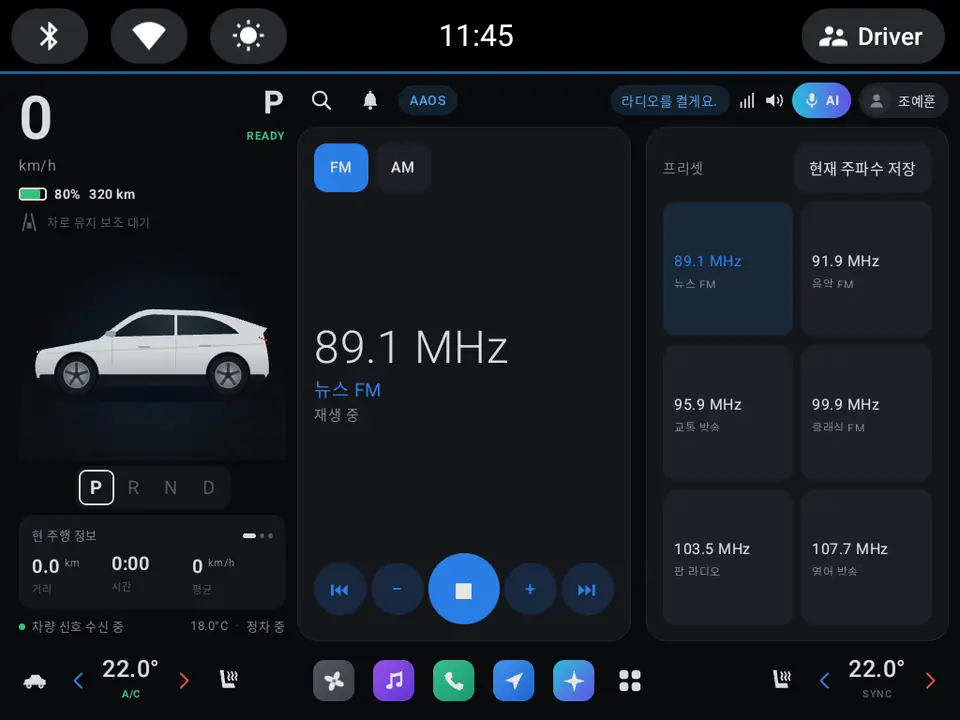 11:45
Driver
0
P
READY
km/h
80% 320 km
차로 유지 보조 대기
P R N D
현 주행 정보
0.0 km
거리
0:00
시간
0 km/h
평균
차량 신호 수신 중
18.0°C · 정차 중
AAOS
라디오를 켤게요.
AI
조예훈
FM
AM
89.1 MHz
뉴스 FM
재생 중
프리셋
현재 주파수 저장
89.1 MHz
뉴스 FM
91.9 MHz
음악 FM
95.9 MHz
교통 방송
99.9 MHz
클래식 FM
103.5 MHz
팝 라디오
107.7 MHz
영어 방송
22.0°
A/C
22.0°
SYNC